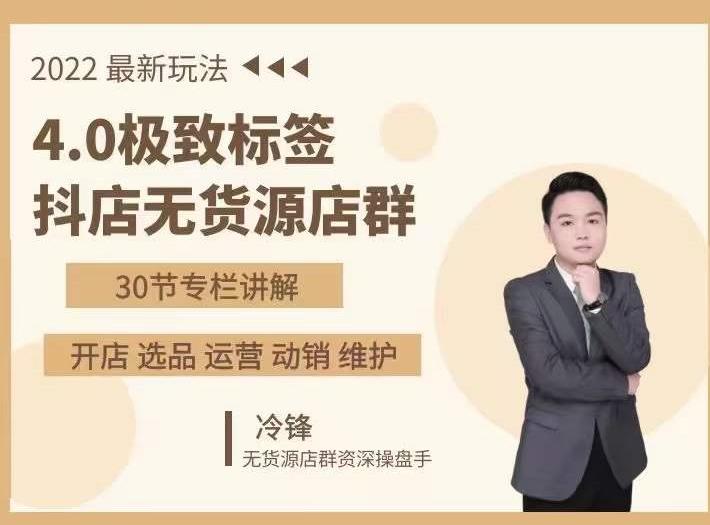 2022 最新玩法
4.0极致标签
抖店无货源店群
30节专栏讲解
开店 选品 运营 动销 维护
冷锋
无货源店群资深操盘手